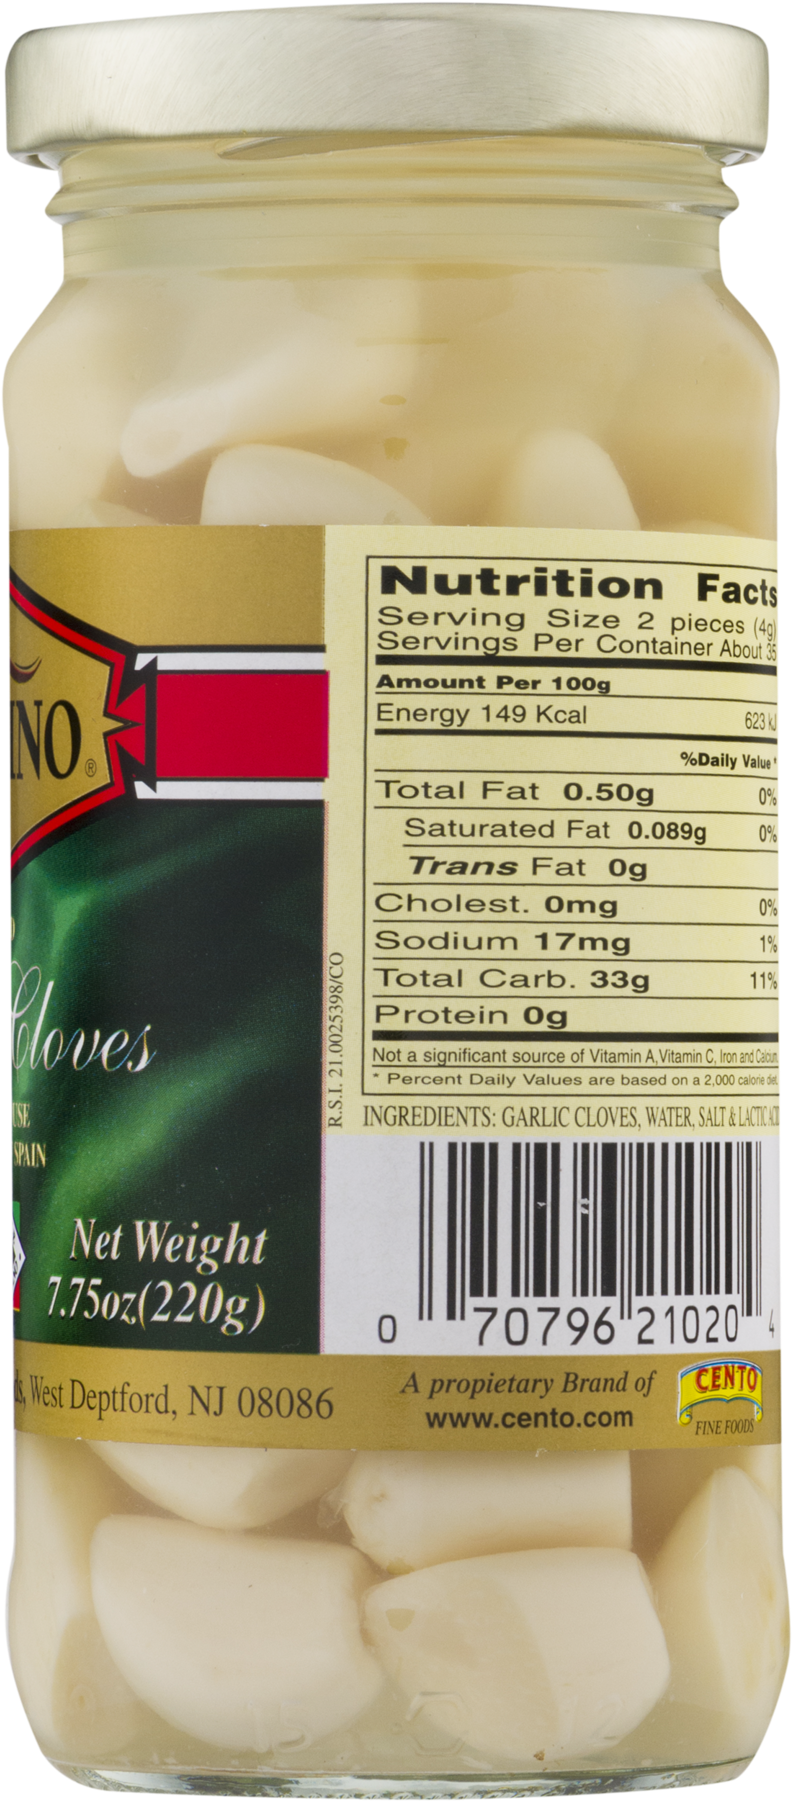 Nutrition Facts
Serving Size 2 pieces (4g)
Servings Per Container About 35
Amount Per 100g
Energy 149 Kcal 623 kJ
%Daily Value *
Total Fat 0.50g 0%
Saturated Fat 0.089g 0%
Trans Fat 0g
Cholest. 0mg 0%
Sodium 17mg 1%
Total Carb. 33g 11%
Protein 0g
Not a significant source of Vitamin A, Vitamin C, Iron and Calcium.
* Percent Daily Values are based on a 2,000 calorie diet.
INGREDIENTS: GARLIC CLOVES, WATER, SALT & LACTIC ACI
R.S.I. 21.0025398/CO
INO®
Cloves
USE
SPAIN
Net Weight
7.75oz(220g)
0 70796 21020 4
ds, West Deptford, NJ 08086
A propietary Brand of
www.cento.com
CENTO
FINE FOODS